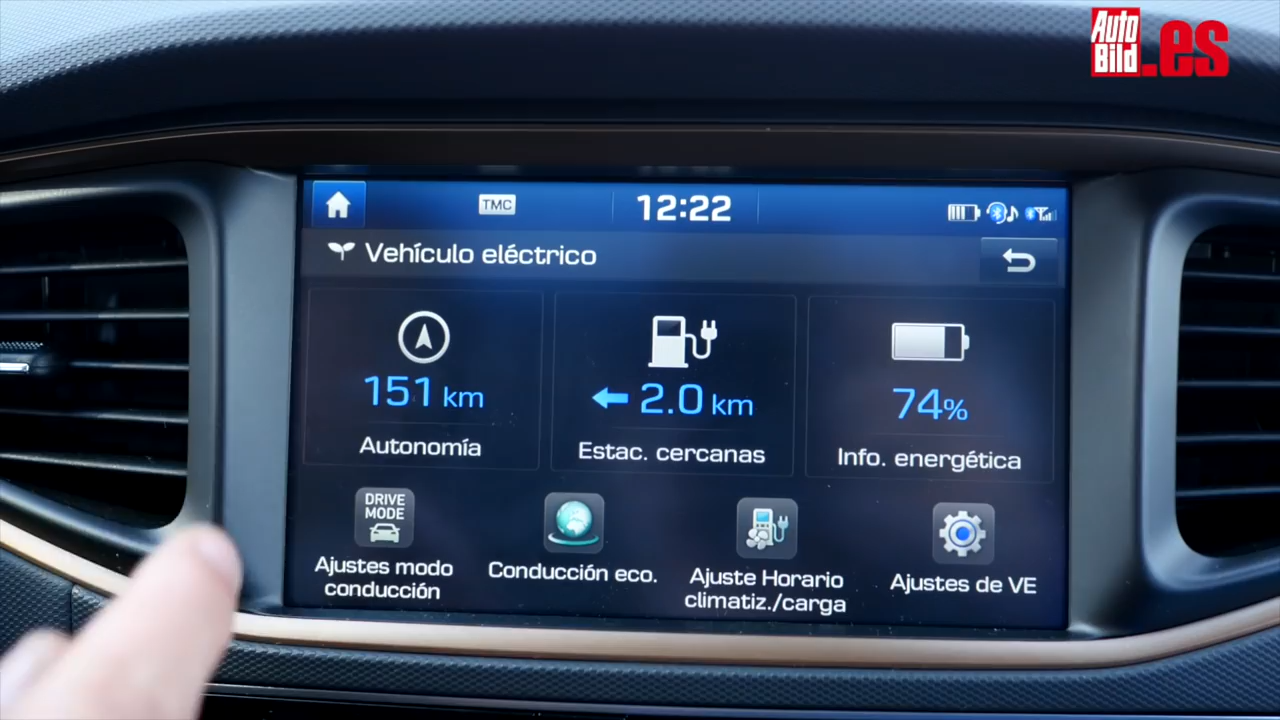 Auto
Bild
.es
TMC
12:22
Vehículo eléctrico
151 km
2.0 km
74%
Autonomía
Estac. cercanas
Info. energética
DRIVE
MODE
Ajustes modo
conducción
Conducción eco.
Ajuste Horario
climatiz./carga
Ajustes de VE